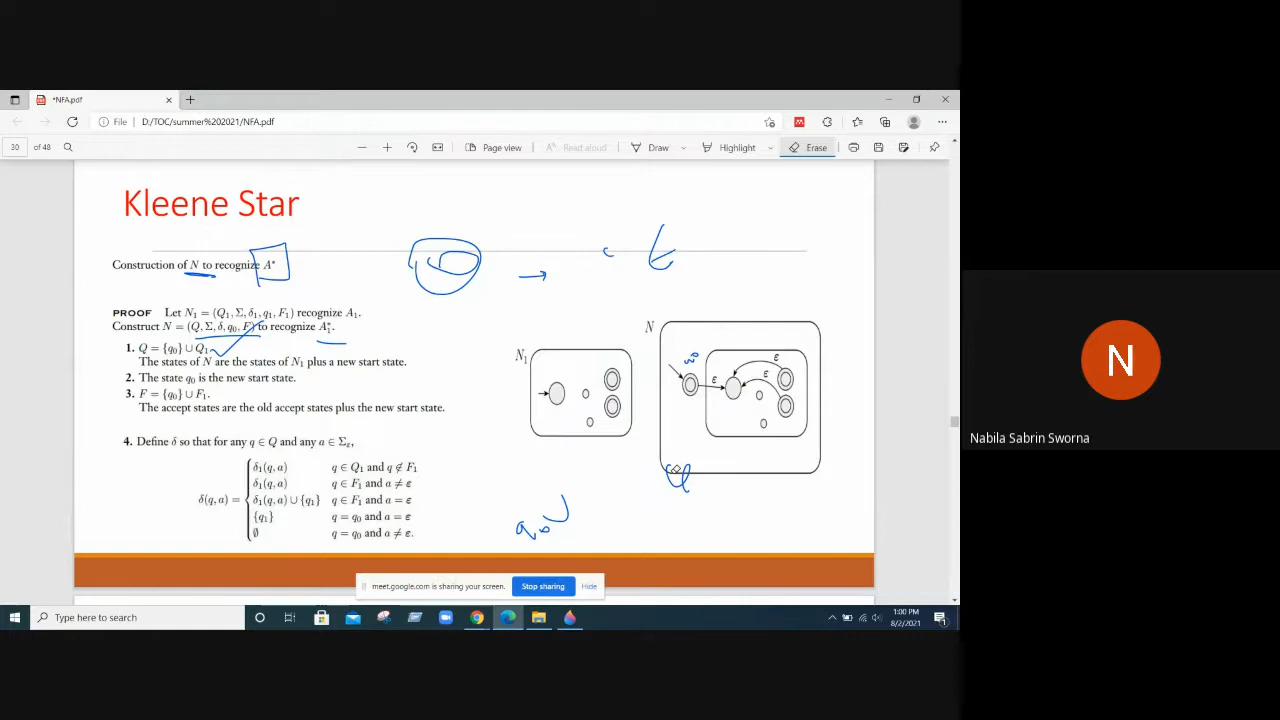 *NFA.pdf
File D:/TOC/summer%202021/NFA.pdf
30 of 48 Page view Read aloud Draw Highlight Erase
Kleene Star
Construction of N to recognize A*
PROOF Let N₁ = (Q₁, Σ, δ₁, q₁, F₁) recognize A₁.
Construct N = (Q, Σ, δ, q₀, F) to recognize A₁*.
1. Q = {q₀} ∪ Q₁
The states of N are the states of N₁ plus a new start state.
2. The state q₀ is the new start state.
3. F = {q₀} ∪ F₁.
The accept states are the old accept states plus the new start state.
4. Define δ so that for any q ∈ Q and any a ∈ Σε,
δ(q, a) =
δ₁(q, a) q ∈ Q₁ and q ∉ F₁
δ₁(q, a) q ∈ F₁ and a ≠ ε
δ₁(q, a) ∪ {q₁} q ∈ F₁ and a = ε
{q₁} q = q₀ and a = ε
∅ q = q₀ and a ≠ ε.
N₁
N
ε
ε
ε
q₀
meet.google.com is sharing your screen. Stop sharing Hide
Type here to search
1:00 PM
8/2/2021
1
N
Nabila Sabrin Sworna